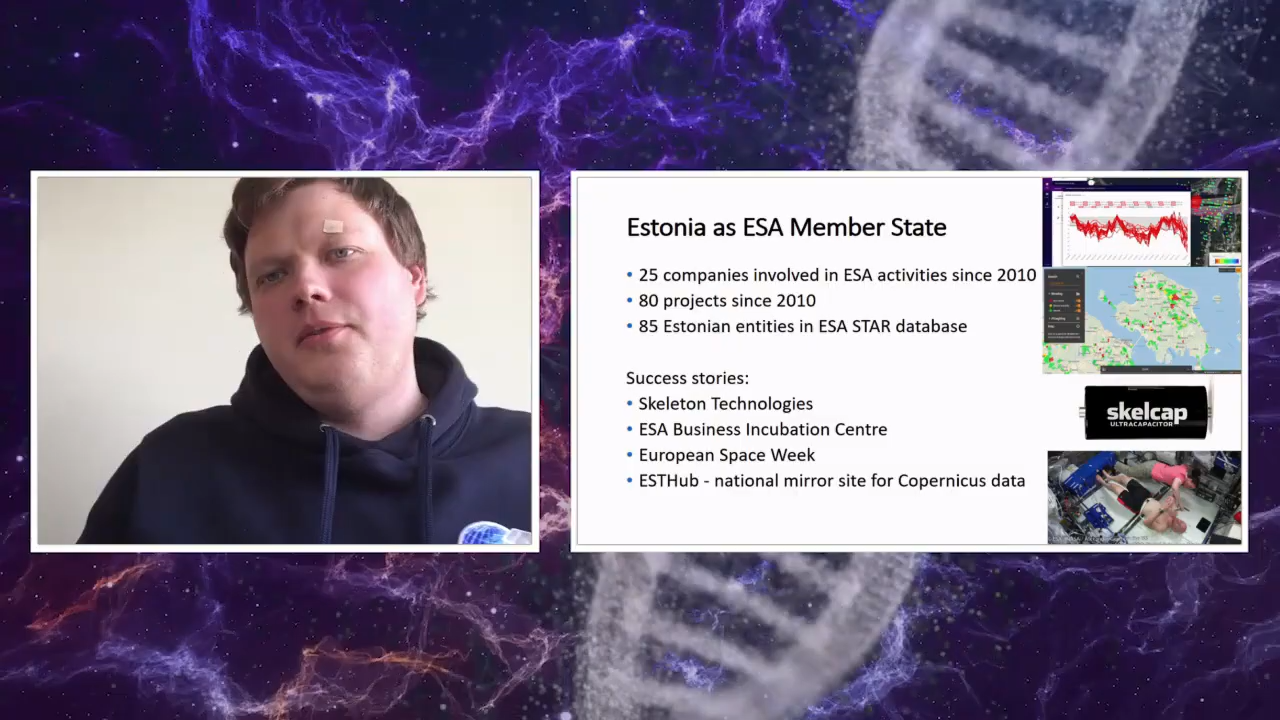 Estonia as ESA Member State
• 25 companies involved in ESA activities since 2010
• 80 projects since 2010
• 85 Estonian entities in ESA STAR database
Success stories:
• Skeleton Technologies
• ESA Business Incubation Centre
• European Space Week
• ESTHub - national mirror site for Copernicus data
skelcap
ULTRACAPACITOR